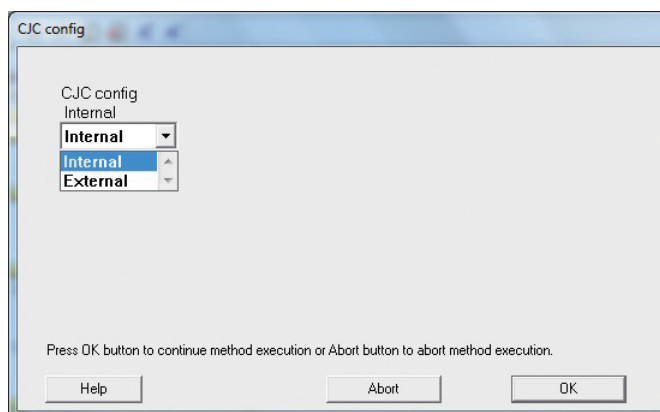 CJC config
CJC config
Internal
Internal
Internal
External
Press OK button to continue method execution or Abort button to abort method execution.
Help Abort OK